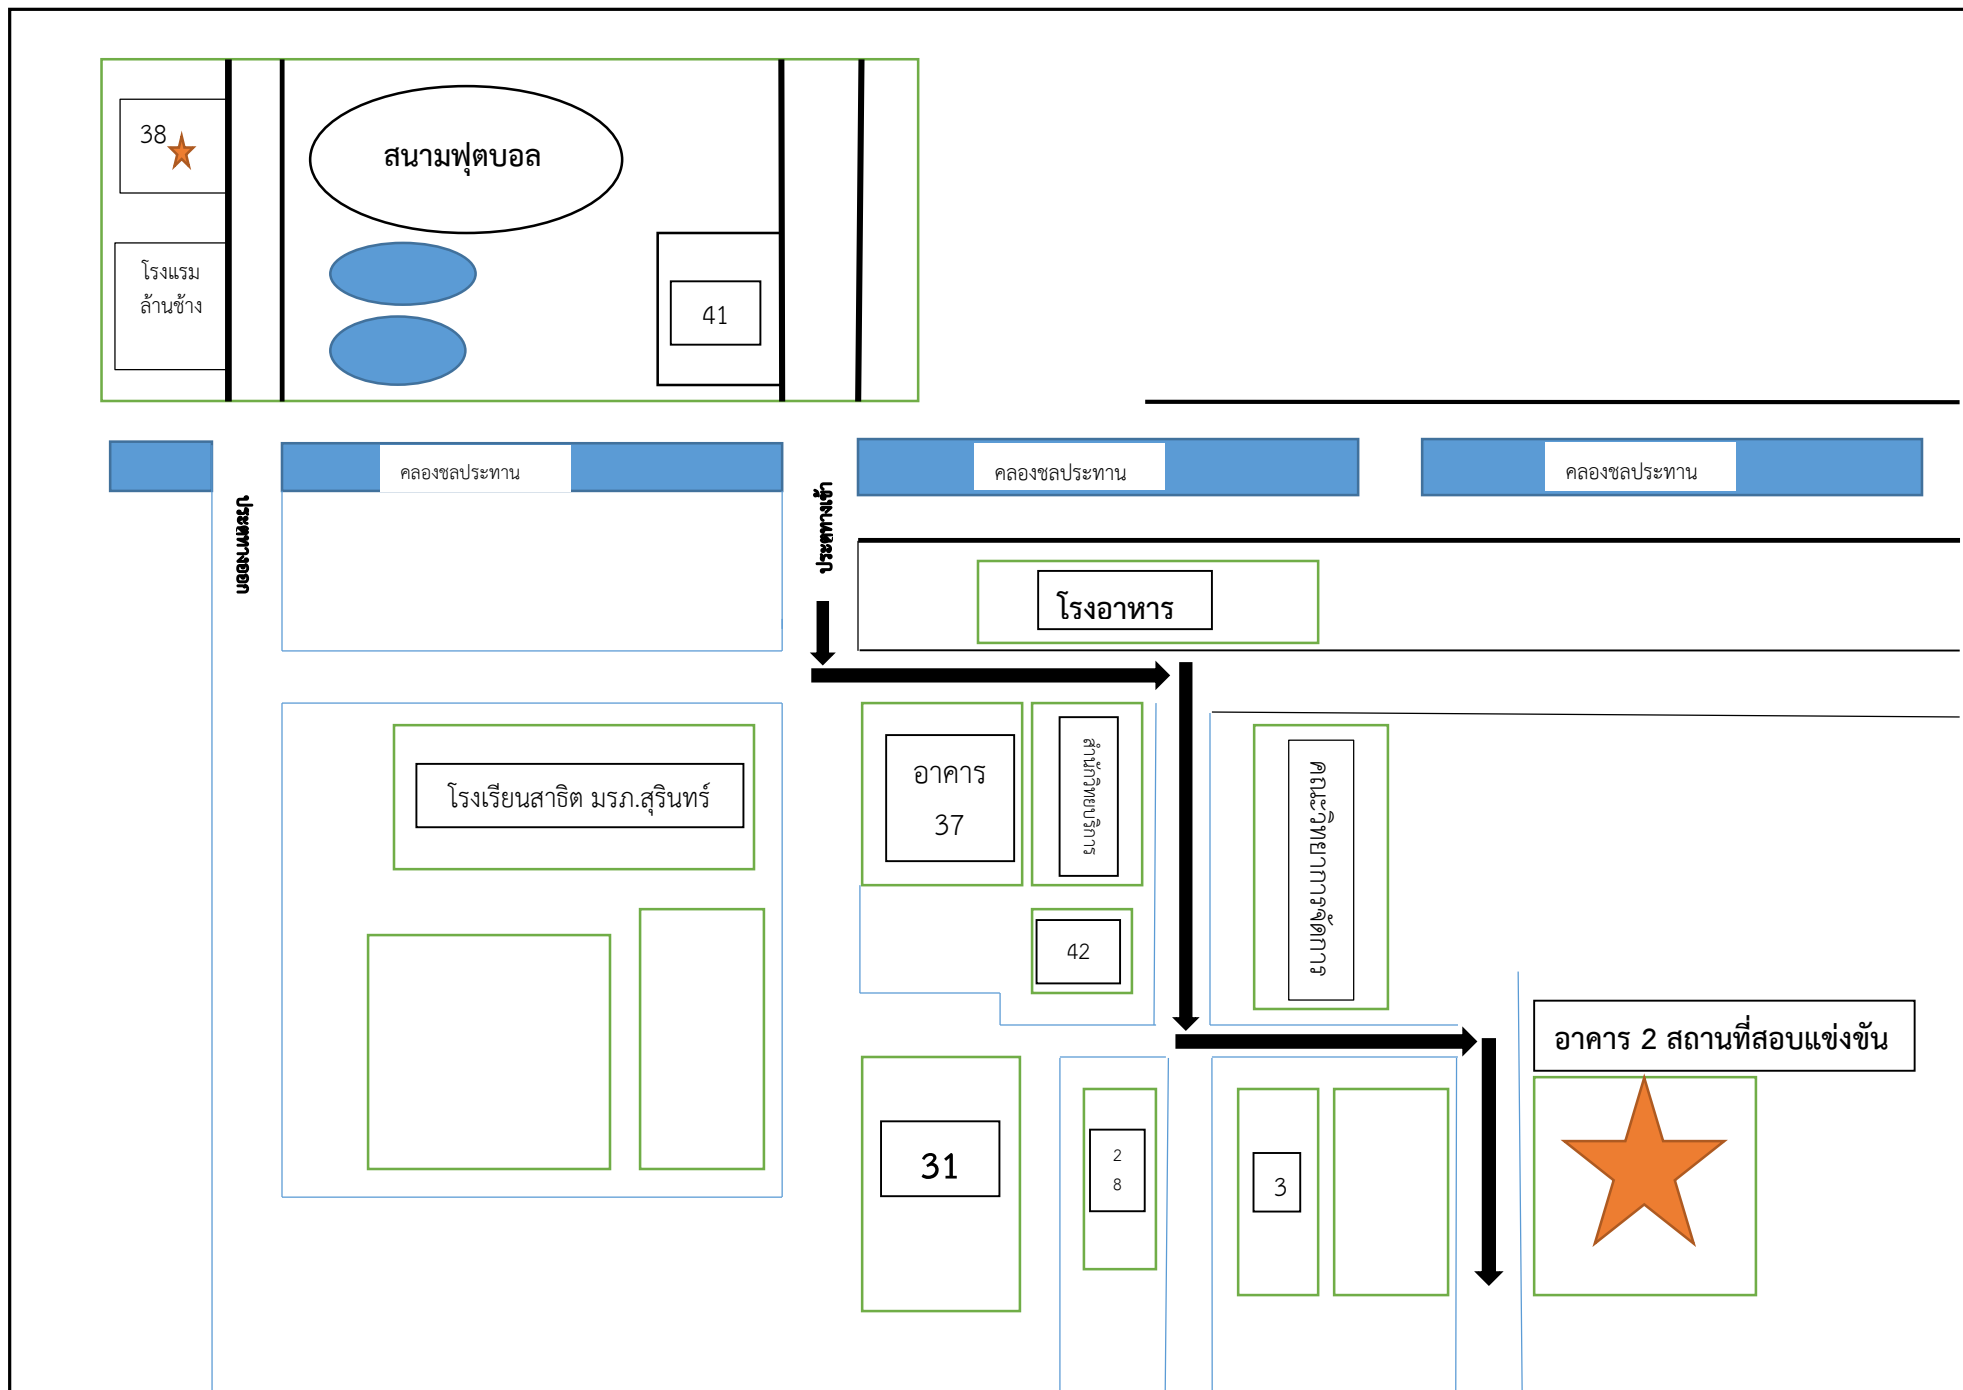 38
สนามฟุตบอล
โรงแรม
ล้านช้าง
41
คลองชลประทาน
คลองชลประทาน
คลองชลประทาน
ประตูทางออก
ประตูทางเข้า
โรงอาหาร
โรงเรียนสาธิต มรภ.สุรินทร์
อาคาร
37
สำนักวิทยบริการ
คณะวิทยาการจัดการ
42
อาคาร 2 สถานที่สอบแข่งขัน
31
2
8
3